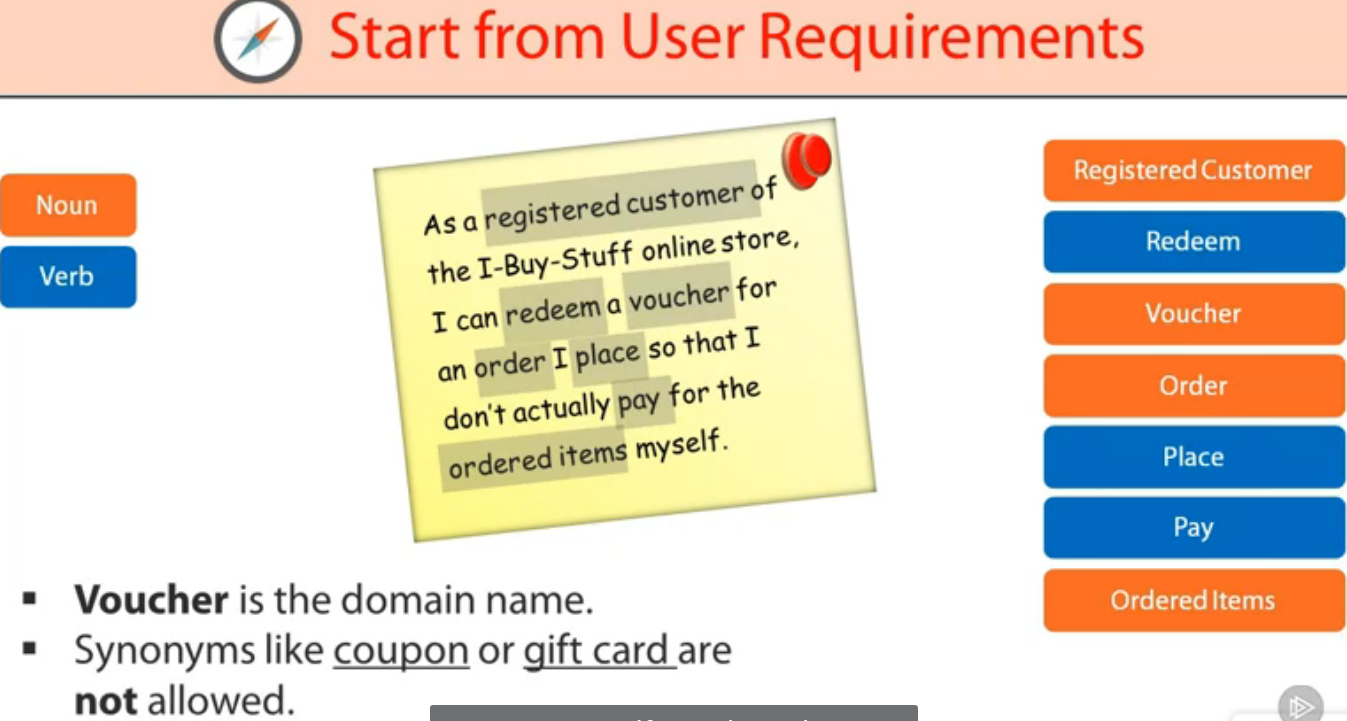 Start from User Requirements
Noun
Verb
As a registered customer of
the I-Buy-Stuff online store,
I can redeem a voucher for
an order I place so that I
don't actually pay for the
ordered items myself.
Registered Customer
Redeem
Voucher
Order
Place
Pay
Ordered Items
▪ Voucher is the domain name.
▪ Synonyms like coupon or gift card are
not allowed.